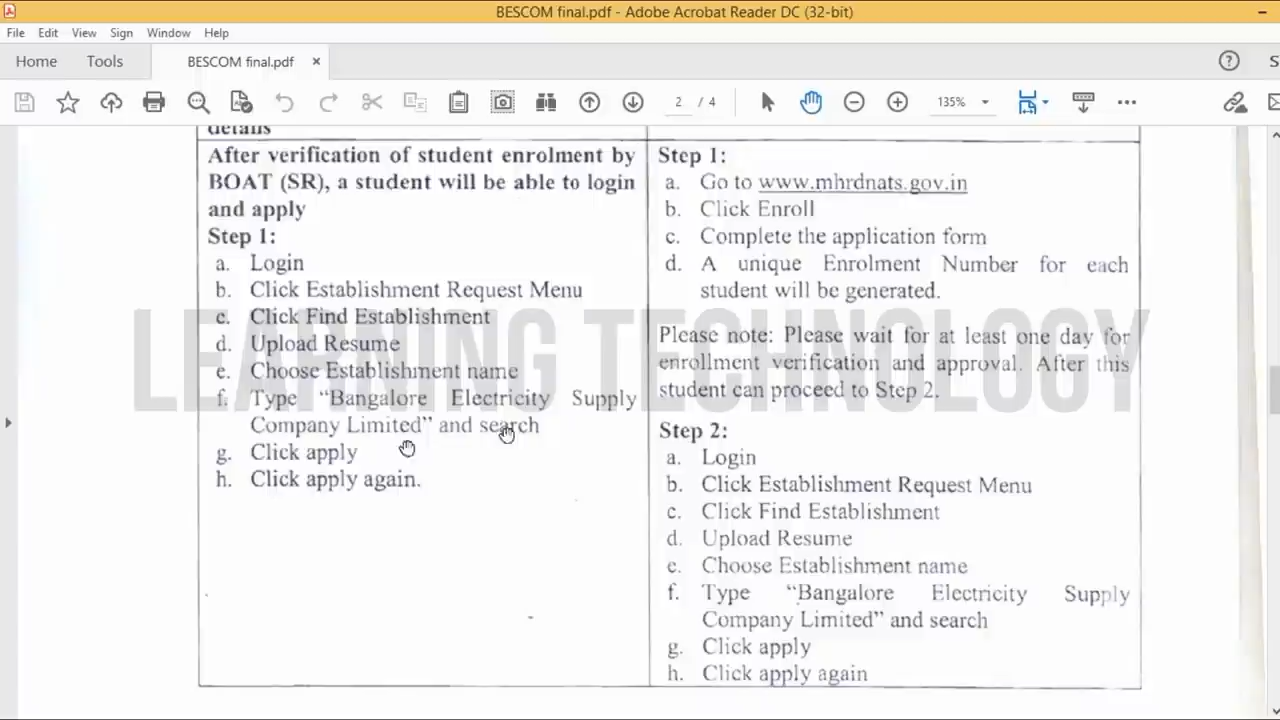 BESCOM final.pdf - Adobe Acrobat Reader DC (32-bit)
File Edit View Sign Window Help
Home Tools BESCOM final.pdf × ? S
2 / 4 135%
details
After verification of student enrolment by
BOAT (SR), a student will be able to login
and apply
Step 1:
a. Login
b. Click Establishment Request Menu
c. Click Find Establishment
d. Upload Resume
e. Choose Establishment name
f. Type “Bangalore Electricity Supply
Company Limited” and search
g. Click apply
h. Click apply again.
Step 1:
a. Go to www.mhrdnats.gov.in
b. Click Enroll
c. Complete the application form
d. A unique Enrolment Number for each
student will be generated.
Please note: Please wait for at least one day for
enrollment verification and approval. After this
student can proceed to Step 2.
Step 2:
a. Login
b. Click Establishment Request Menu
c. Click Find Establishment
d. Upload Resume
e. Choose Establishment name
f. Type “Bangalore Electricity Supply
Company Limited” and search
g. Click apply
h. Click apply again
LEARNING TECHNOLOGY